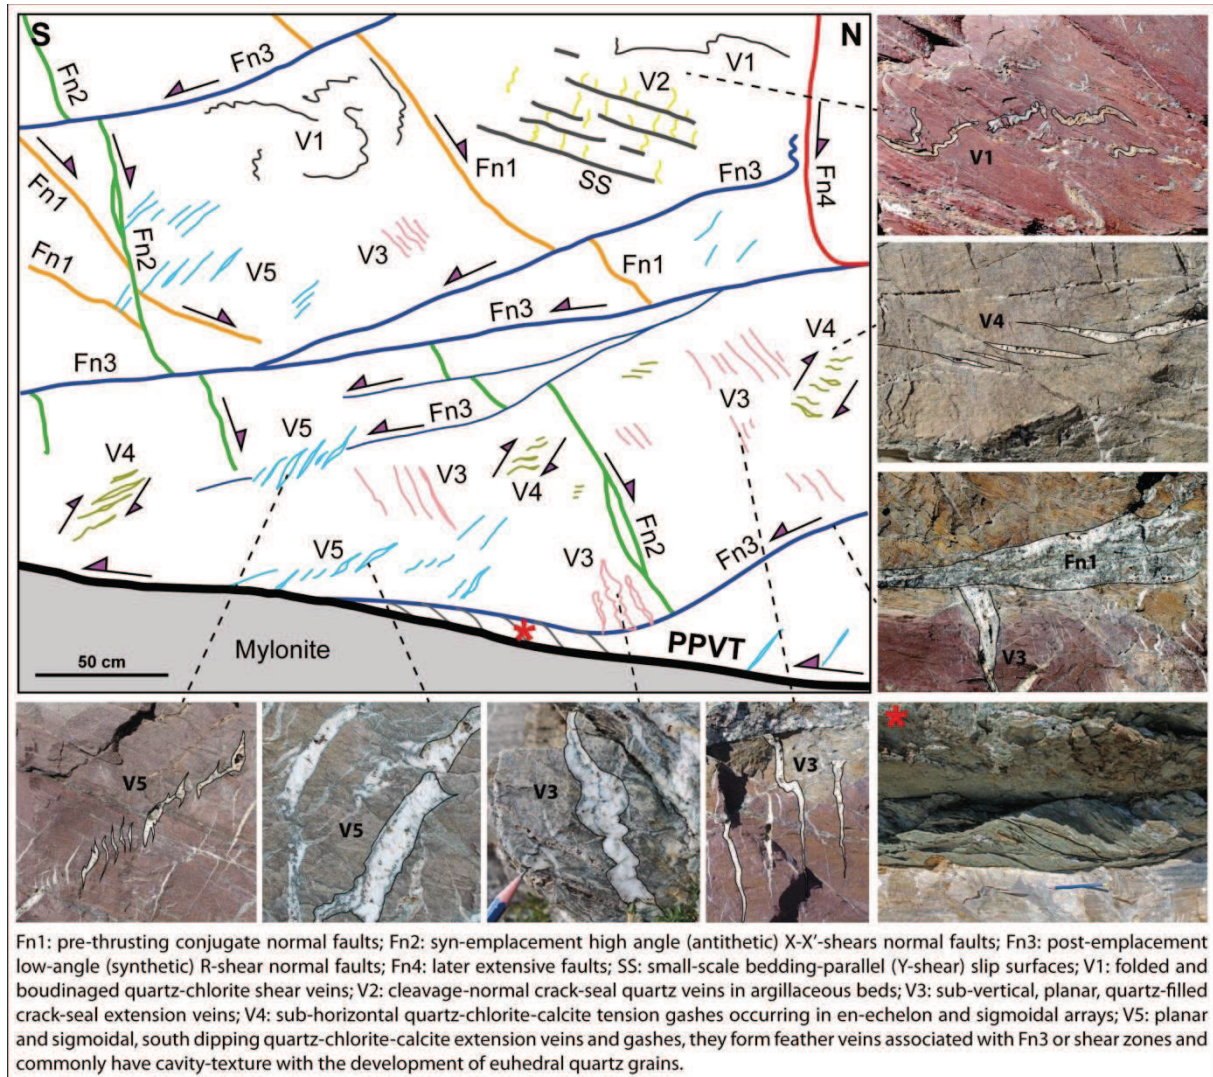 S
N
Fn2
Fn3
V1
V2
V1
V1
Fn1
SS
Fn3
Fn4
Fn1
Fn2
V3
Fn1
V5
Fn1
V4
Fn3
V4
Fn3
V3
Fn3
V5
V4
V3
V4
Fn2
Fn3
V5
V3
Fn1
V3
PPVT
Mylonite
50 cm
V5
V5
V3
V3
*
*
Fn1: pre-thrusting conjugate normal faults; Fn2: syn-emplacement high angle (antithetic) X-X'-shears normal faults; Fn3: post-emplacement
low-angle (synthetic) R-shear normal faults; Fn4: later extensive faults; SS: small-scale bedding-parallel (Y-shear) slip surfaces; V1: folded and
boudinaged quartz-chlorite shear veins; V2: cleavage-normal crack-seal quartz veins in argillaceous beds; V3: sub-vertical, planar, quartz-filled
crack-seal extension veins; V4: sub-horizontal quartz-chlorite-calcite tension gashes occurring in en-echelon and sigmoidal arrays; V5: planar
and sigmoidal, south dipping quartz-chlorite-calcite extension veins and gashes, they form feather veins associated with Fn3 or shear zones and
commonly have cavity-texture with the development of euhedral quartz grains.